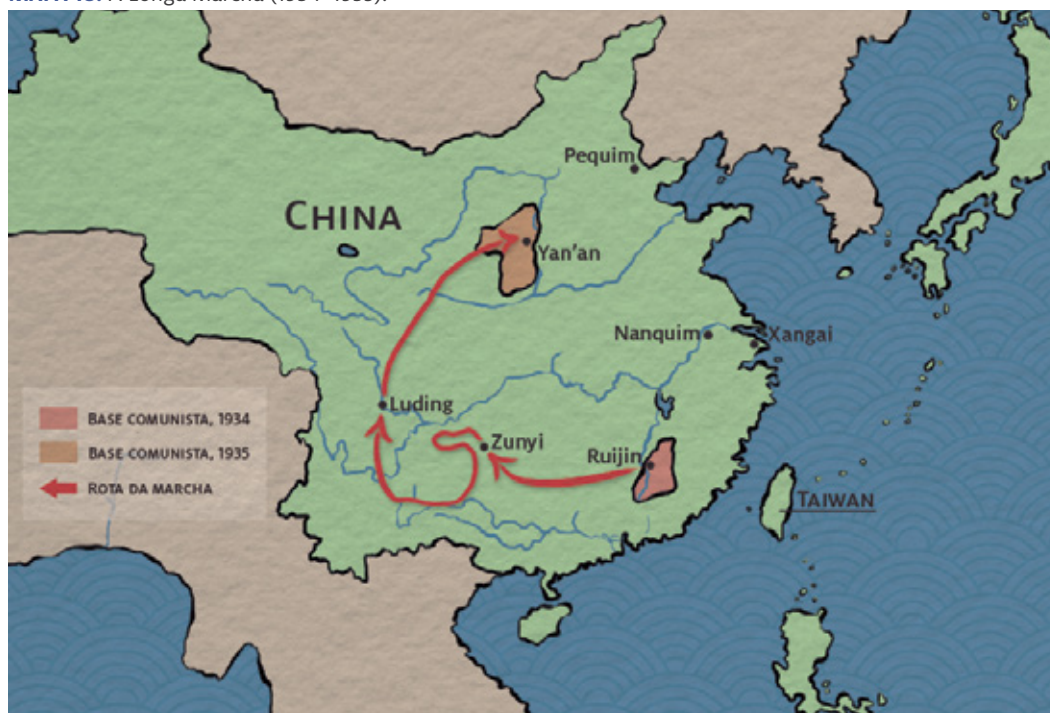 Pequim
CHINA
Yan'an
Nanquim
Xangai
Luding
BASE COMUNISTA, 1934
Zunyi
BASE COMUNISTA, 1935
Ruijin
ROTA DA MARCHA
TAIWAN